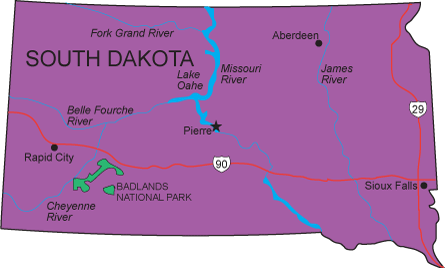 Fork Grand River
Aberdeen
SOUTH DAKOTA
Missouri
River
James
River
Lake
Oahe
Belle Fourche
River
29
Pierre
Rapid City
90
BADLANDS
NATIONAL PARK
Sioux Falls
Cheyenne
River